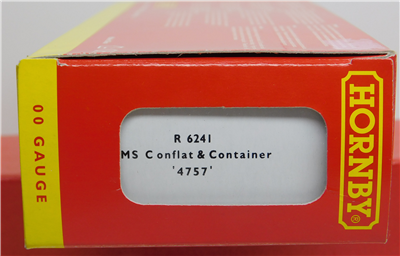 00 GAUGE
R 6241
MS Conflat & Container
'4757'
HORNBY®